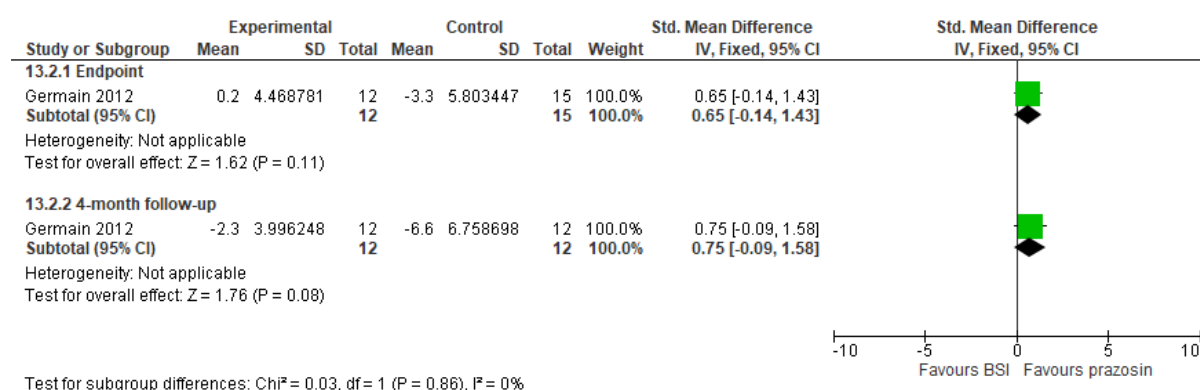 Experimental Control Std. Mean Difference Std. Mean Difference
Study or Subgroup Mean SD Total Mean SD Total Weight IV, Fixed, 95% CI IV, Fixed, 95% CI
13.2.1 Endpoint
Germain 2012 0.2 4.468781 12 -3.3 5.803447 15 100.0% 0.65 [-0.14, 1.43]
Subtotal (95% CI) 12 15 100.0% 0.65 [-0.14, 1.43]
Heterogeneity: Not applicable
Test for overall effect: Z = 1.62 (P = 0.11)
13.2.2 4-month follow-up
Germain 2012 -2.3 3.996248 12 -6.6 6.758698 12 100.0% 0.75 [-0.09, 1.58]
Subtotal (95% CI) 12 12 100.0% 0.75 [-0.09, 1.58]
Heterogeneity: Not applicable
Test for overall effect: Z = 1.76 (P = 0.08)
-10 -5 0 5 10
Favours BSI Favours prazosin
Test for subgroup differences: Chi² = 0.03, df = 1 (P = 0.86), I² = 0%